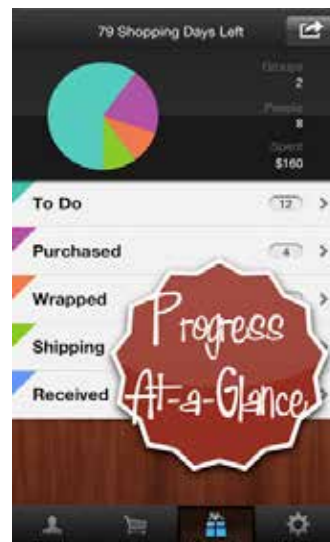 79 Shopping Days Left
Groups
2
People
8
Spent
$160
To Do
12
Purchased
4
Wrapped
Shipping
Received
Progress
At-a-Glance